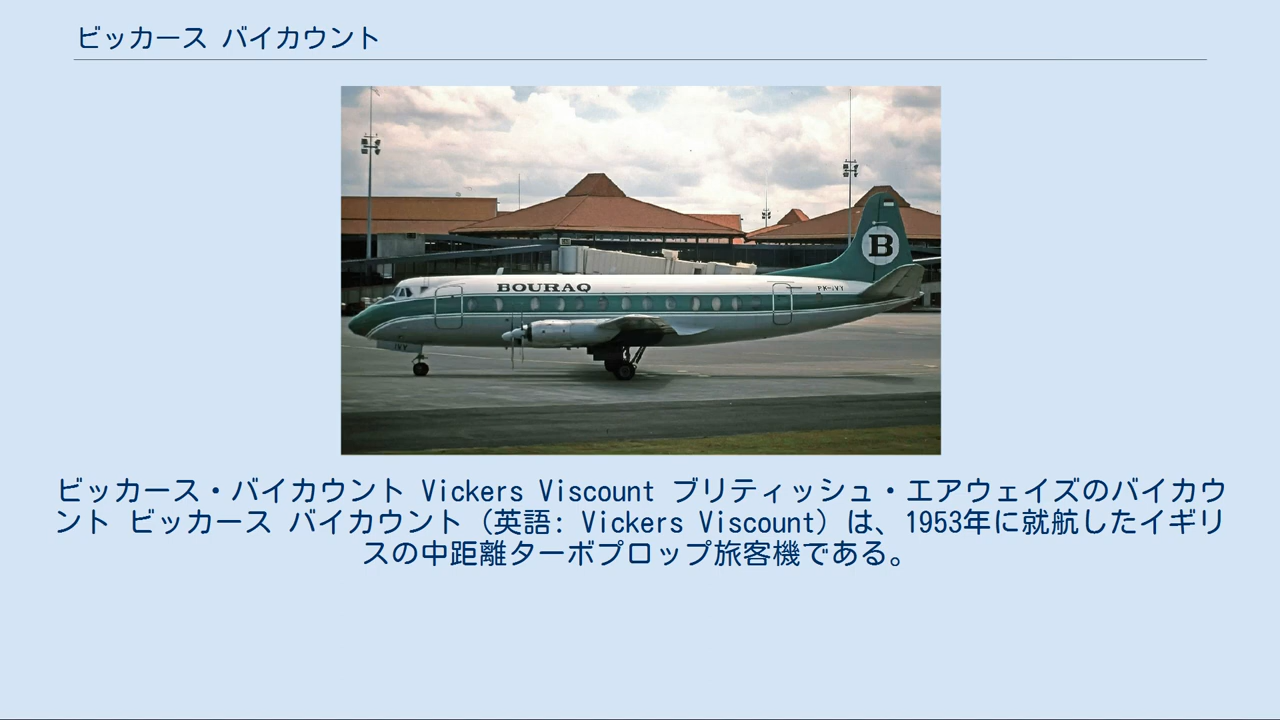 ビッカース バイカウント
B
BOURAQ
PK-IVY
IVY
ビッカース・バイカウント Vickers Viscount ブリティッシュ・エアウェイズのバイカウ
ント ビッカース バイカウント（英語: Vickers Viscount）は、1953年に就航したイギリ
スの中距離ターボプロップ旅客機である。